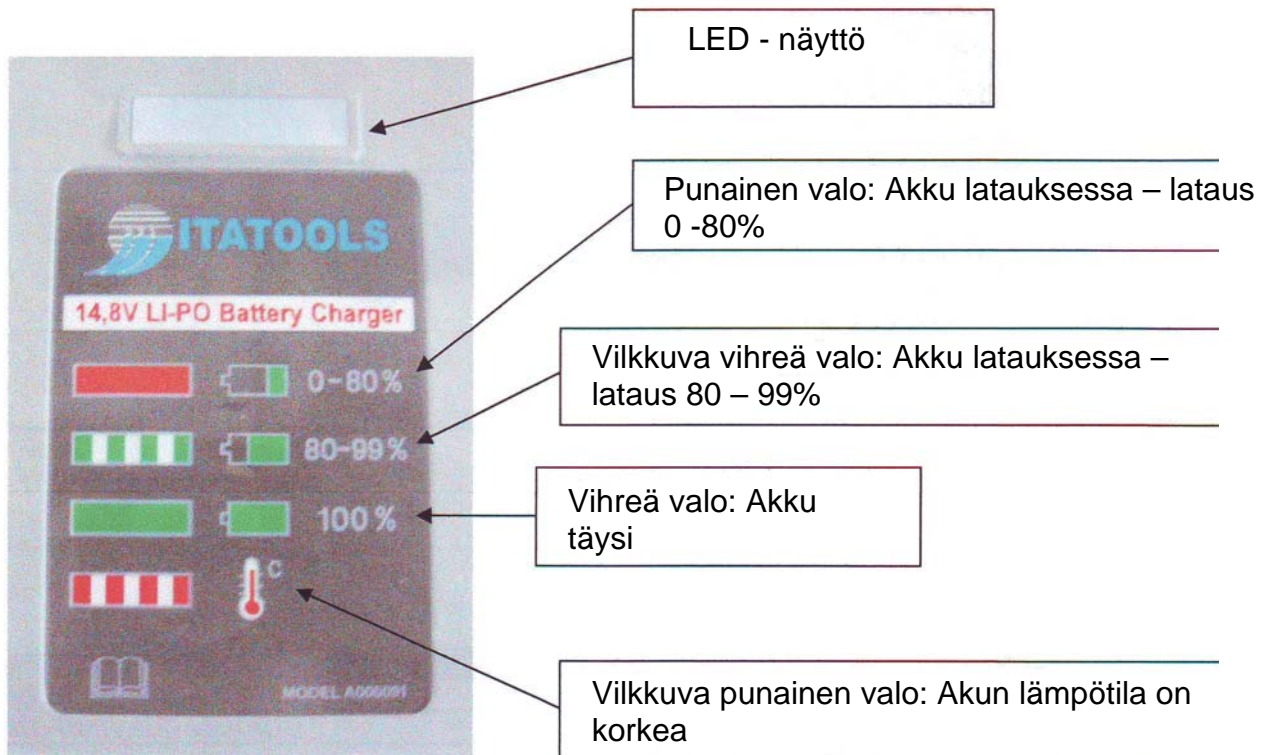 LED - näyttö
Punainen valo: Akku latauksessa – lataus
0 -80%
ITATOOLS
14,8V LI-PO Battery Charger
0-80%
Vilkkuva vihreä valo: Akku latauksessa –
lataus 80 – 99%
80-99%
100%
Vihreä valo: Akku
täysi
C
Vilkkuva punainen valo: Akun lämpötila on
korkea